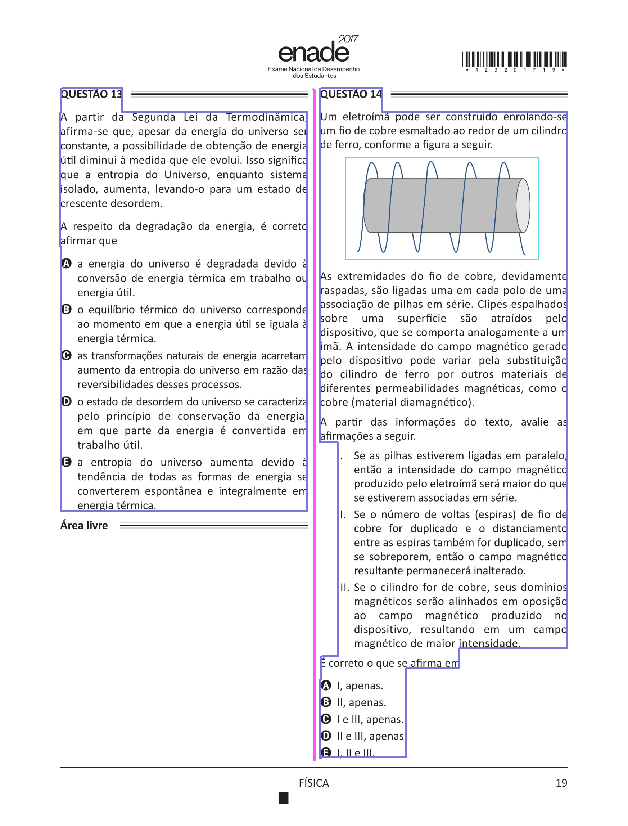 2017
enade
Exame Nacional de Desempenho
dos Estudantes
*R2320171 9*
QUESTÃO 13
A partir da Segunda Lei da Termodinâmica,
afirma-se que, apesar da energia do universo ser
constante, a possibilidade de obtenção de energia
útil diminui à medida que ele evolui. Isso significa
que a entropia do Universo, enquanto sistema
isolado, aumenta, levando-o para um estado de
crescente desordem.
A respeito da degradação da energia, é correto
afirmar que
A a energia do universo é degradada devido à
conversão de energia térmica em trabalho ou
energia útil.
B o equilíbrio térmico do universo corresponde
ao momento em que a energia útil se iguala à
energia térmica.
C as transformações naturais de energia acarretam
aumento da entropia do universo em razão das
reversibilidades desses processos.
D o estado de desordem do universo se caracteriza
pelo princípio de conservação da energia,
em que parte da energia é convertida em
trabalho útil.
E a entropia do universo aumenta devido à
tendência de todas as formas de energia se
converterem espontânea e integralmente em
energia térmica.
Área livre
QUESTÃO 14
Um eletroímã pode ser construído enrolando-se
um fio de cobre esmaltado ao redor de um cilindro
de ferro, conforme a figura a seguir.
As extremidades do fio de cobre, devidamente
raspadas, são ligadas uma em cada polo de uma
associação de pilhas em série. Clipes espalhados
sobre uma superfície são atraídos pelo
dispositivo, que se comporta analogamente a um
ímã. A intensidade do campo magnético gerado
pelo dispositivo pode variar pela substituição
do cilindro de ferro por outros materiais de
diferentes permeabilidades magnéticas, como o
cobre (material diamagnético).
A partir das informações do texto, avalie as
afirmações a seguir.
I. Se as pilhas estiverem ligadas em paralelo,
então a intensidade do campo magnético
produzido pelo eletroímã será maior do que
se estiverem associadas em série.
II. Se o número de voltas (espiras) de fio de
cobre for duplicado e o distanciamento
entre as espiras também for duplicado, sem
se sobreporem, então o campo magnético
resultante permanecerá inalterado.
III. Se o cilindro for de cobre, seus domínios
magnéticos serão alinhados em oposição
ao campo magnético produzido no
dispositivo, resultando em um campo
magnético de maior intensidade.
É correto o que se afirma em
A I, apenas.
B II, apenas.
C I e III, apenas.
D II e III, apenas.
E I, II e III.
FÍSICA
19